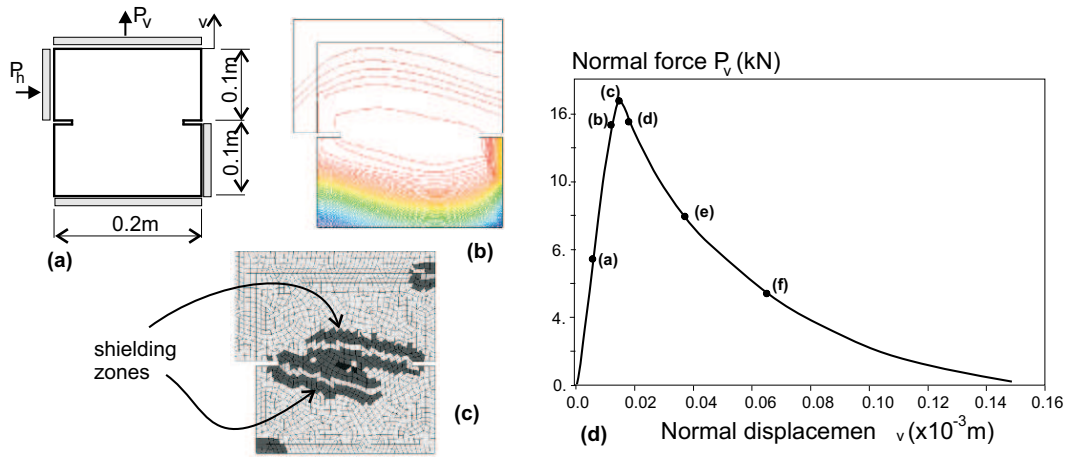 (a)
P_v
v
P_h
0.1m
0.1m
0.2m
(b)
shielding
zones
(c)
Normal force P_v (kN)
16.
10.
6.
4.
0.
(a)
(b)
(c)
(d)
(e)
(f)
0.0
0.02
0.04
0.06
0.08
0.10
0.12
0.14
0.16
(d)
Normal displacemen v (x10⁻³m)